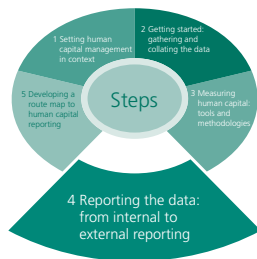 1 Setting human
capital management
in context
2 Getting started:
gathering and
collating the data
Steps
3 Measuring
human capital:
tools and
methodologies
5 Developing a
route map to
human capital
reporting
4 Reporting the data:
from internal to
external reporting